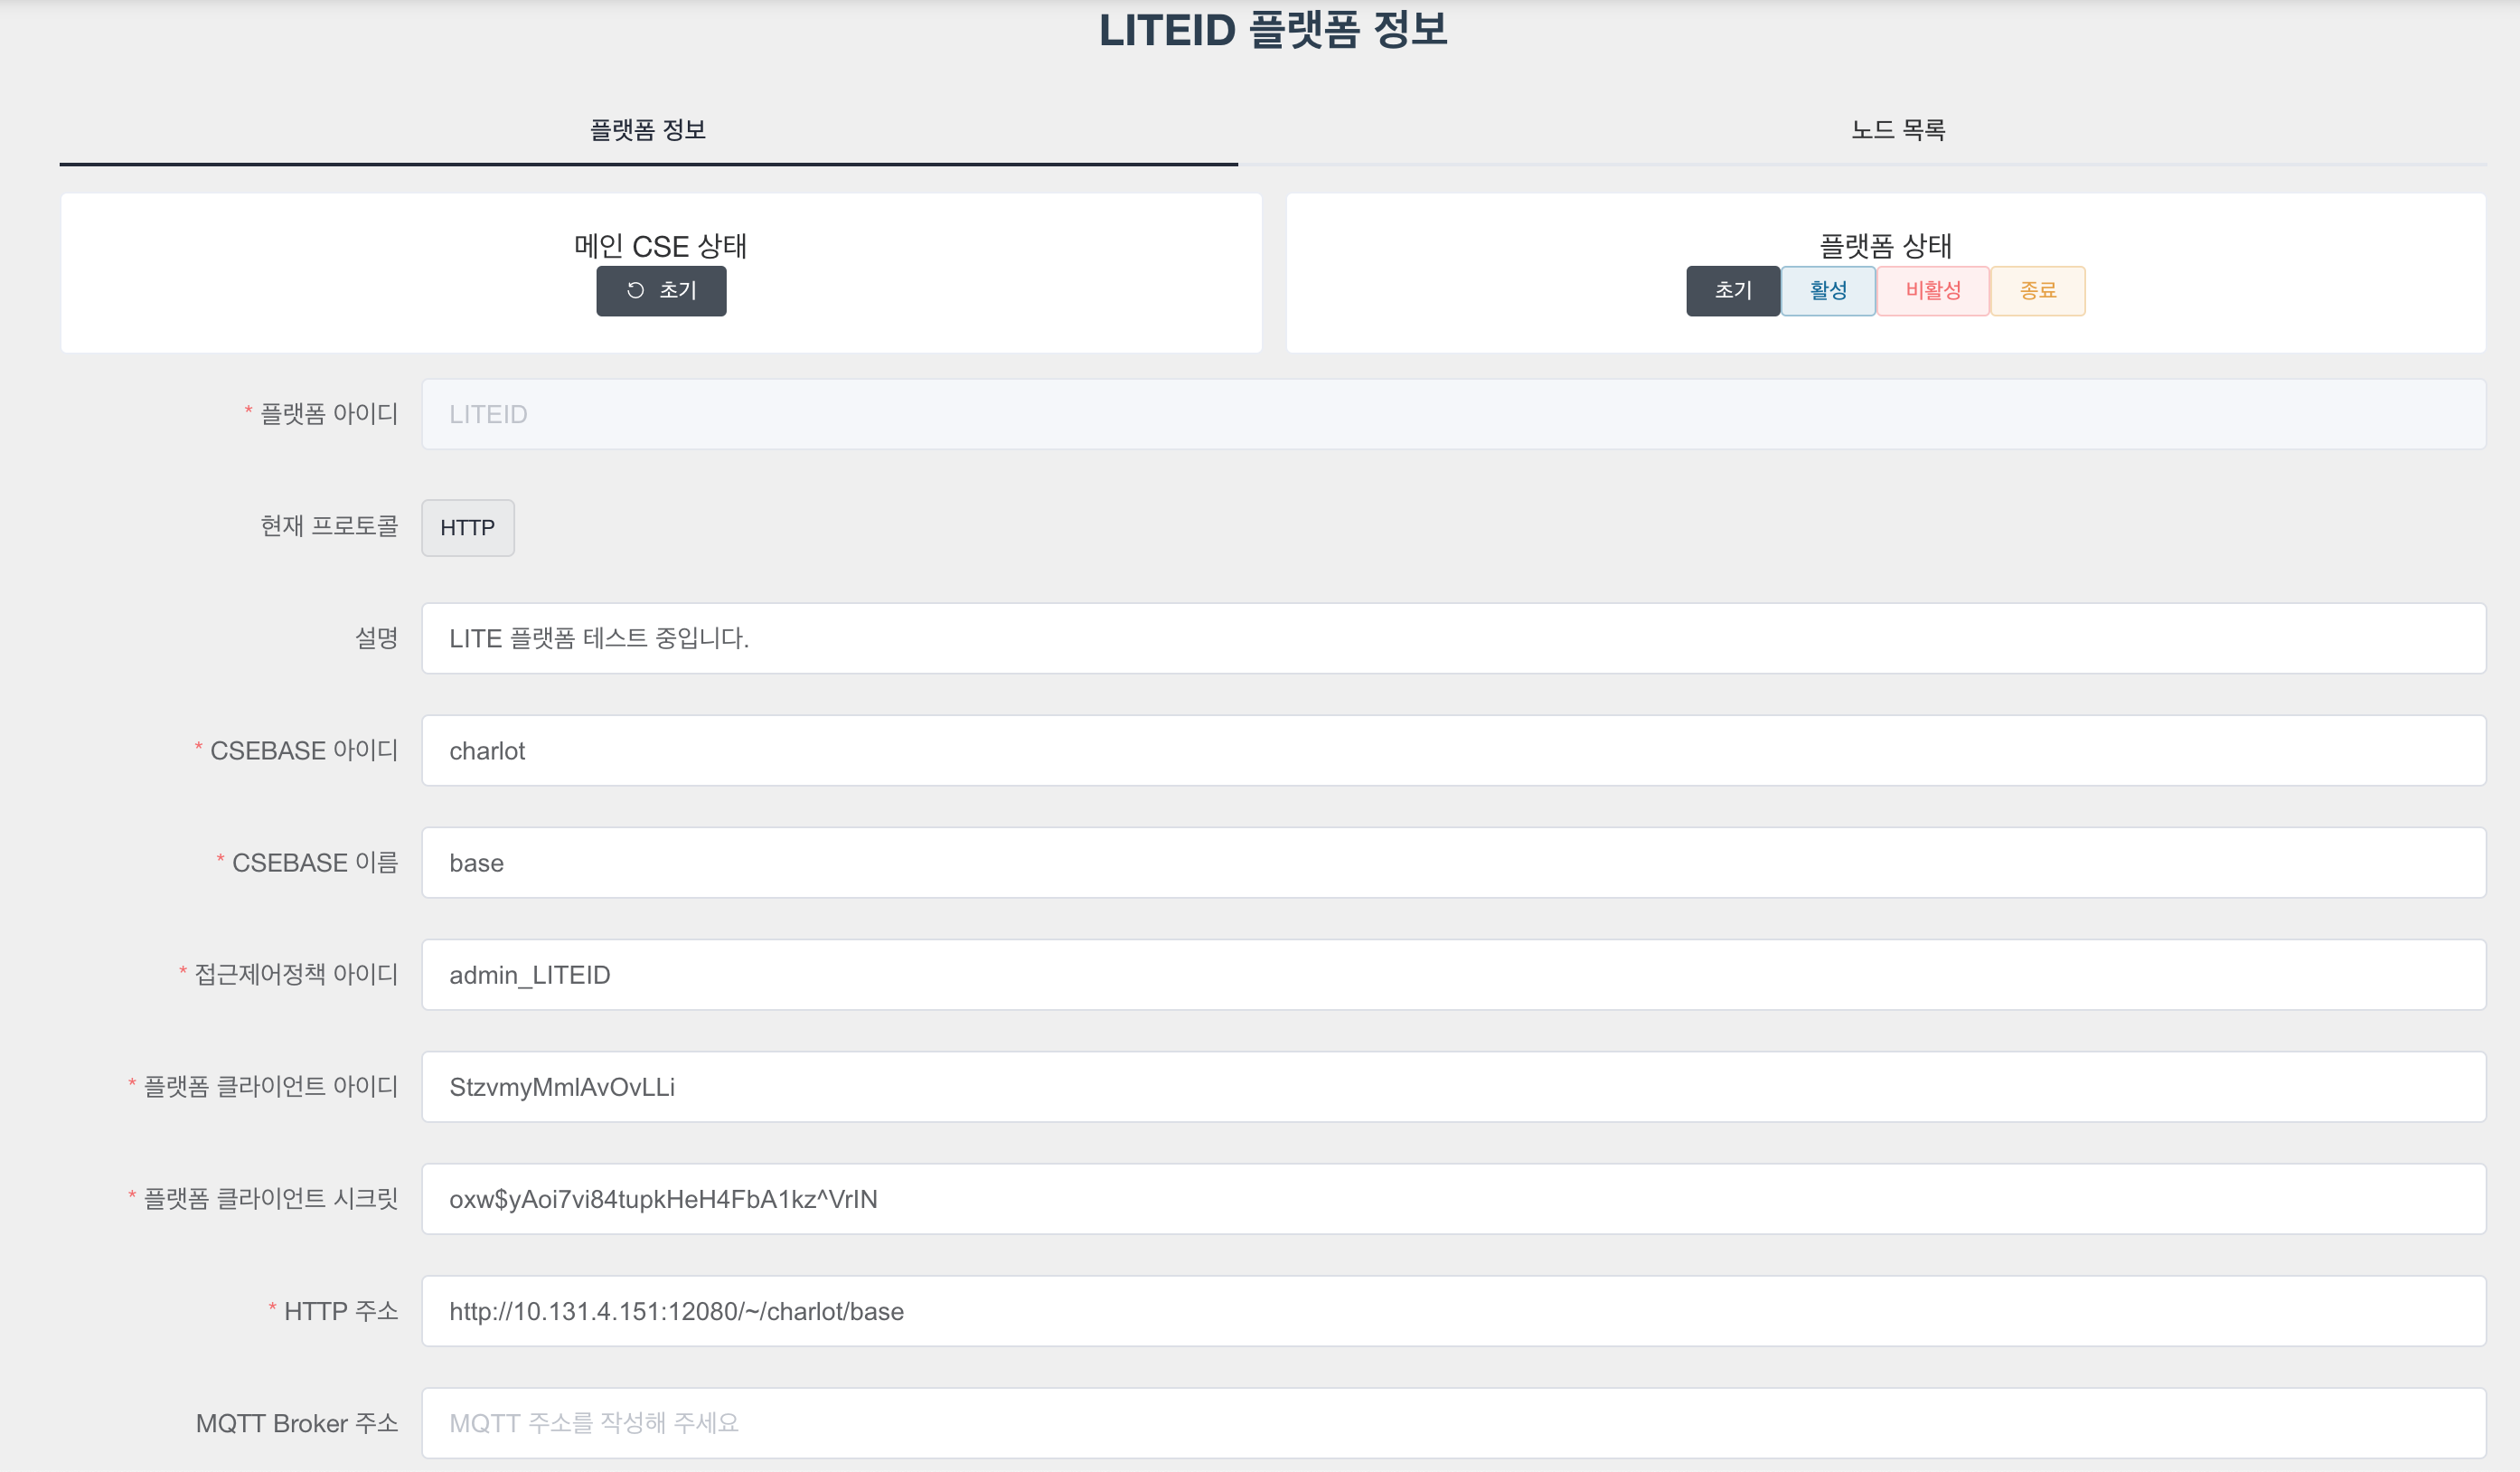 LITEID 플랫폼 정보
플랫폼 정보
노드 목록
메인 CSE 상태
초기
플랫폼 상태
초기 활성 비활성 종료
* 플랫폼 아이디 LITEID
현재 프로토콜 HTTP
설명 LITE 플랫폼 테스트 중입니다.
* CSEBASE 아이디 charlot
* CSEBASE 이름 base
* 접근제어정책 아이디 admin_LITEID
* 플랫폼 클라이언트 아이디 StzvmyMmlAvOvLLi
* 플랫폼 클라이언트 시크릿 oxw$yAoi7vi84tupkHeH4FbA1kz^VrIN
* HTTP 주소 http://10.131.4.151:12080/~/charlot/base
MQTT Broker 주소 MQTT 주소를 작성해 주세요